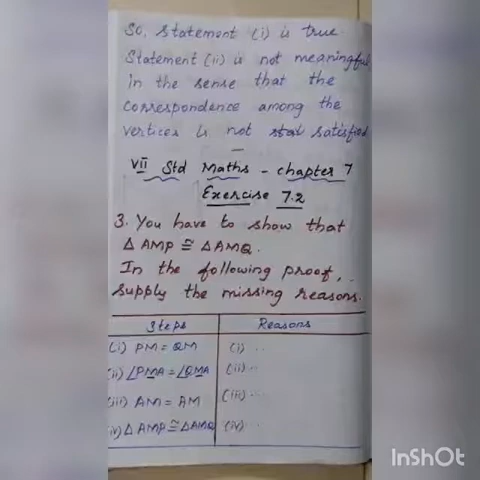 So, Statement (i) is true.
Statement (ii) is not meaningful
in the sense that the
correspondence among the
vertices is not stat satisfied
VII Std Maths - chapter 7
Exercise 7.2
3. You have to show that
Δ AMP ≅ Δ AMQ.
In the following proof,
supply the missing reasons.
Steps Reasons
(i) PM = QM (i) ..
(ii) ∠PMA = ∠QMA (ii) ..
(iii) AM = AM (iii) ..
(iv) Δ AMP ≅ Δ AMQ (iv) ..
InShOt